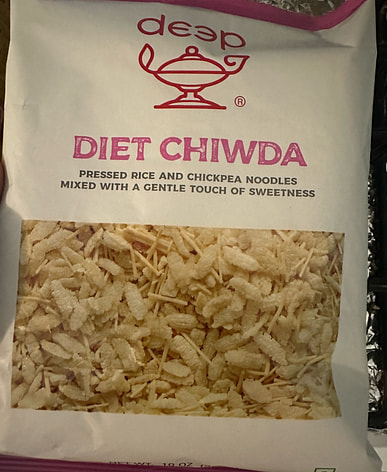 deep
®
DIET CHIWDA
PRESSED RICE AND CHICKPEA NOODLES
MIXED WITH A GENTLE TOUCH OF SWEETNESS